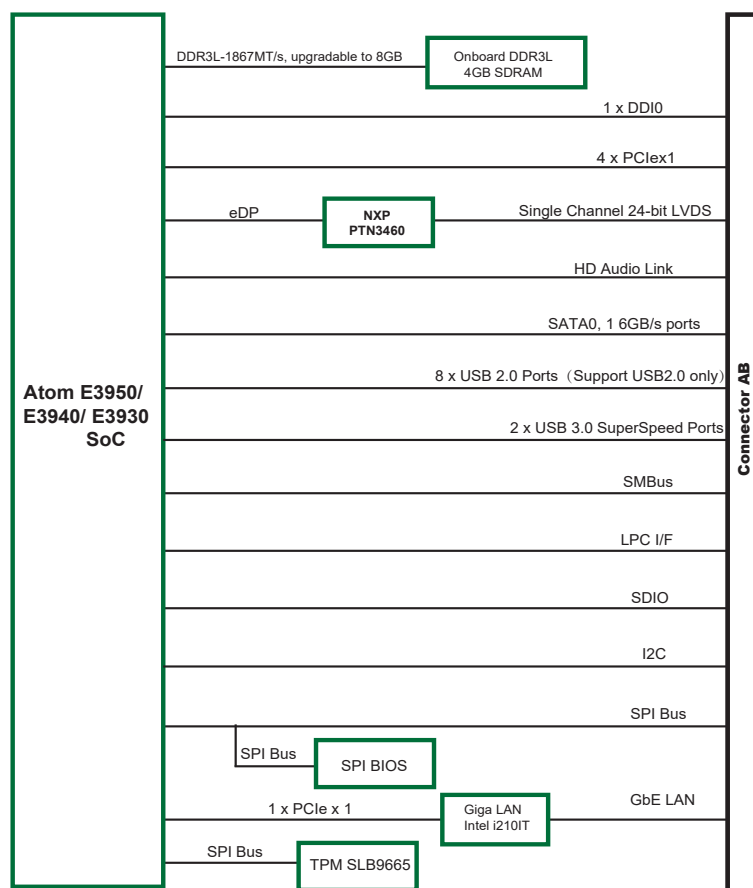 DDR3L-1867MT/s, upgradable to 8GB
Onboard DDR3L
4GB SDRAM
1 x DDI0
4 x PCIex1
eDP
NXP
PTN3460
Single Channel 24-bit LVDS
HD Audio Link
SATA0, 1 6GB/s ports
8 x USB 2.0 Ports（Support USB2.0 only）
Atom E3950/
E3940/ E3930
SoC
2 x USB 3.0 SuperSpeed Ports
Connector AB
SMBus
LPC I/F
SDIO
I2C
SPI Bus
SPI Bus
SPI BIOS
1 x PCIe x 1
Giga LAN
Intel i210IT
GbE LAN
SPI Bus
TPM SLB9665